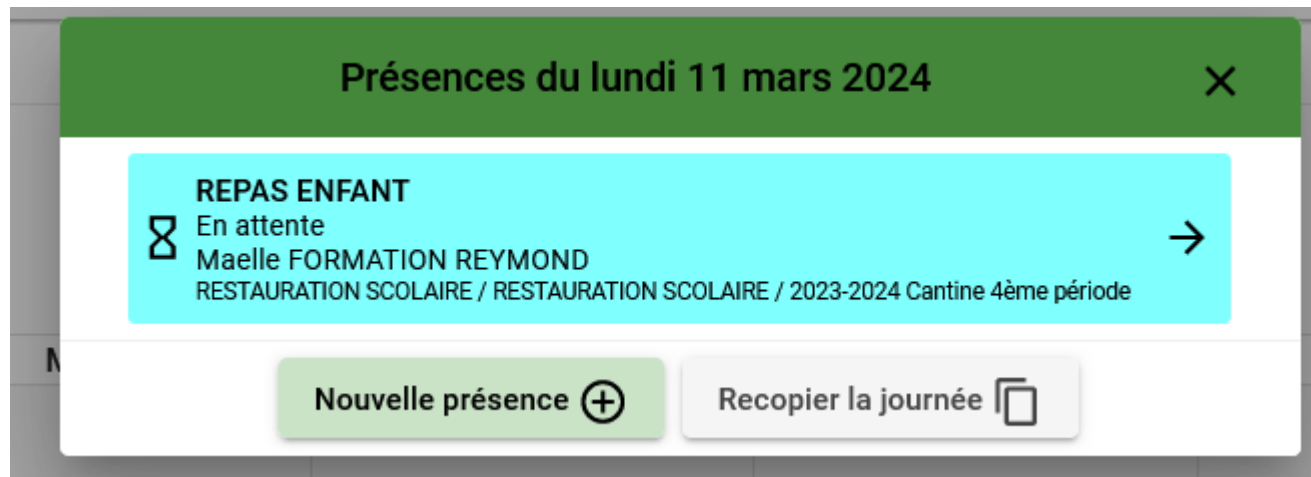 Présences du lundi 11 mars 2024
REPAS ENFANT
En attente
Maelle FORMATION REYMOND
RESTAURATION SCOLAIRE / RESTAURATION SCOLAIRE / 2023-2024 Cantine 4ème période
Nouvelle présence
Recopier la journée